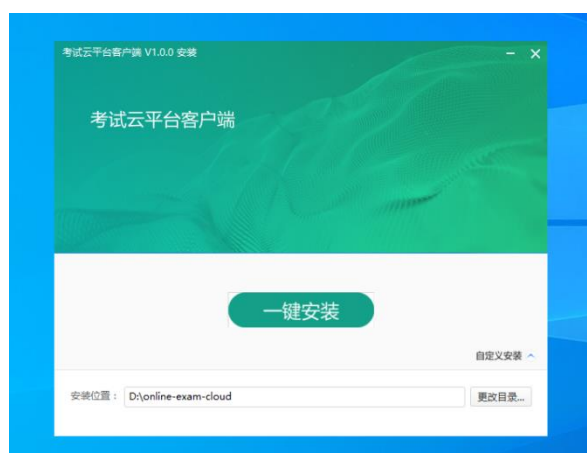 考试云平台客户端 V1.0.0 安装
考试云平台客户端
一键安装
自定义安装
安装位置： D:\online-exam-cloud 更改目录...